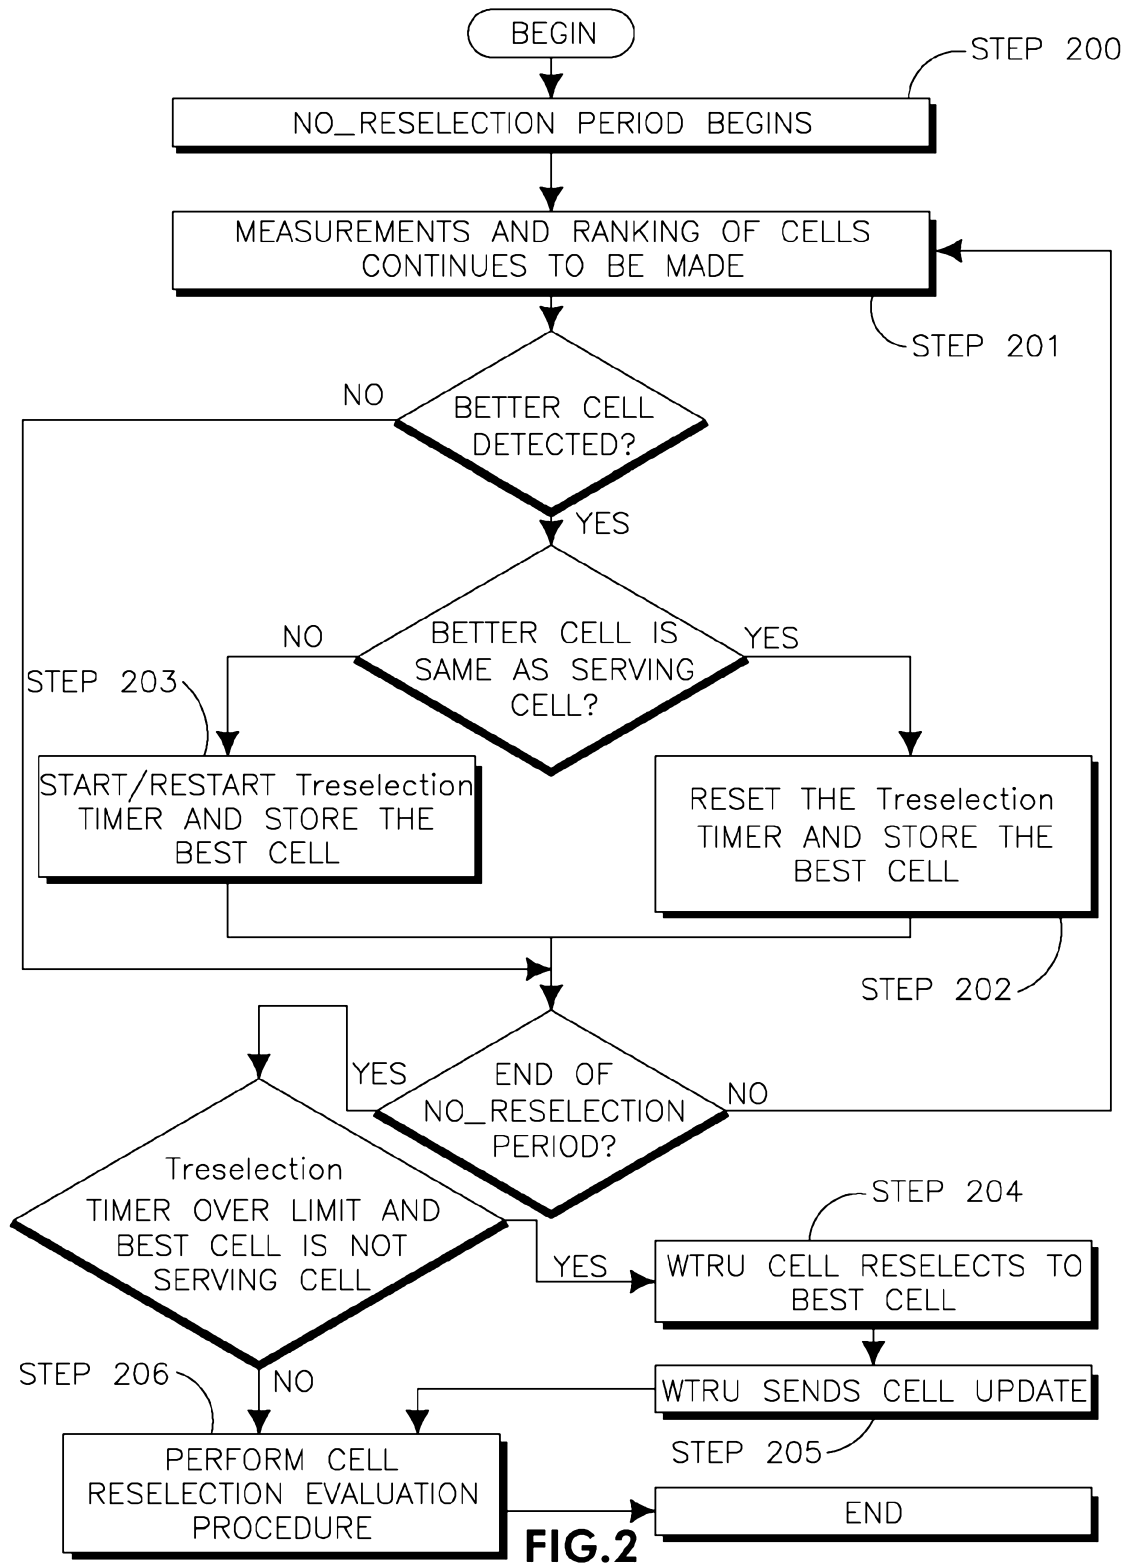 BEGIN
STEP 200
NO_RESELECTION PERIOD BEGINS
MEASUREMENTS AND RANKING OF CELLS
CONTINUES TO BE MADE
STEP 201
NO
BETTER CELL
DETECTED?
YES
NO
BETTER CELL IS
SAME AS SERVING
CELL?
YES
STEP 203
START/RESTART Treselection
TIMER AND STORE THE
BEST CELL
RESET THE Treselection
TIMER AND STORE THE
BEST CELL
STEP 202
YES
END OF
NO_RESELECTION
PERIOD?
NO
Treselection
TIMER OVER LIMIT AND
BEST CELL IS NOT
SERVING CELL
YES
STEP 204
WTRU CELL RESELECTS TO
BEST CELL
STEP 206
NO
WTRU SENDS CELL UPDATE
STEP 205
PERFORM CELL
RESELECTION EVALUATION
PROCEDURE
END
FIG.2